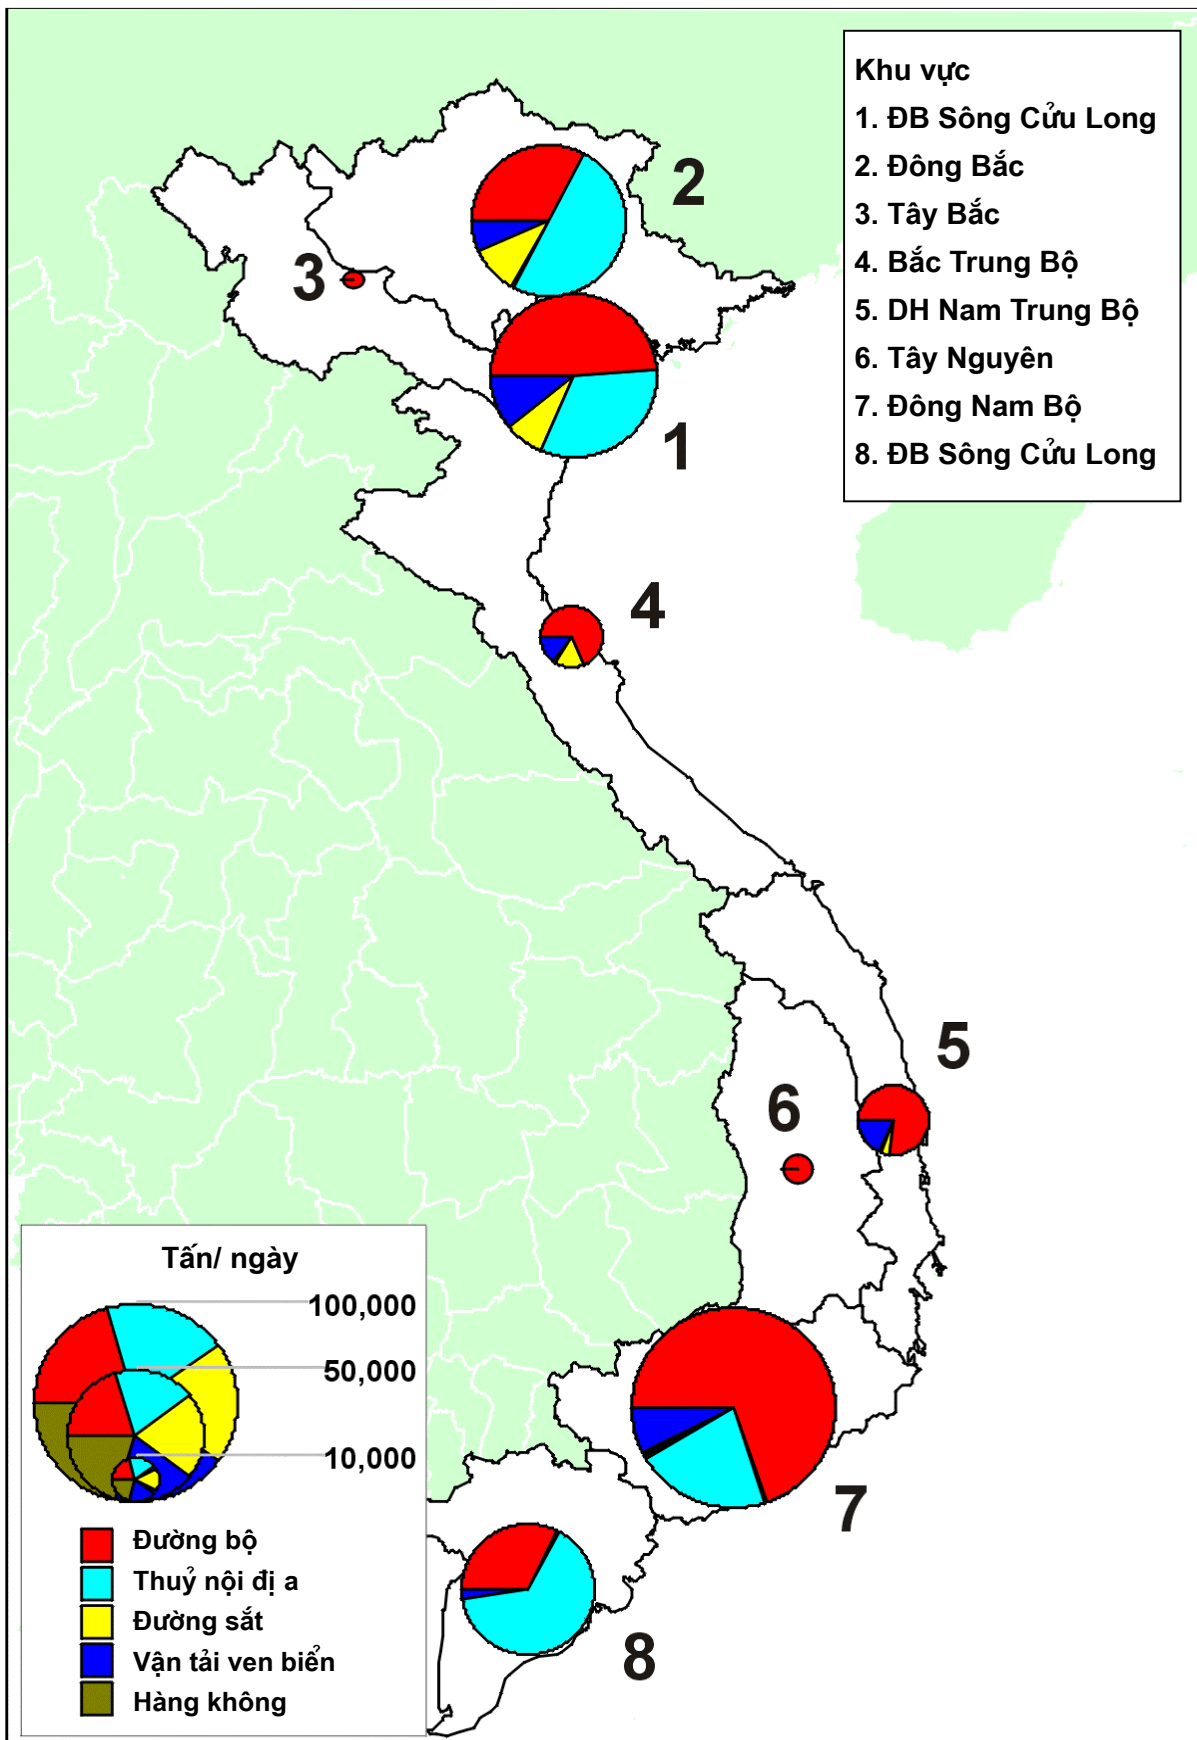 Khu vực
1. ĐB Sông Cửu Long
2. Đông Bắc
3. Tây Bắc
4. Bắc Trung Bộ
5. DH Nam Trung Bộ
6. Tây Nguyên
7. Đông Nam Bộ
8. ĐB Sông Cửu Long
2
3
1
4
5
6
7
8
Tấn/ ngày
100,000
50,000
10,000
Đường bộ
Thuỷ nội đị a
Đường sắt
Vận tải ven biển
Hàng không